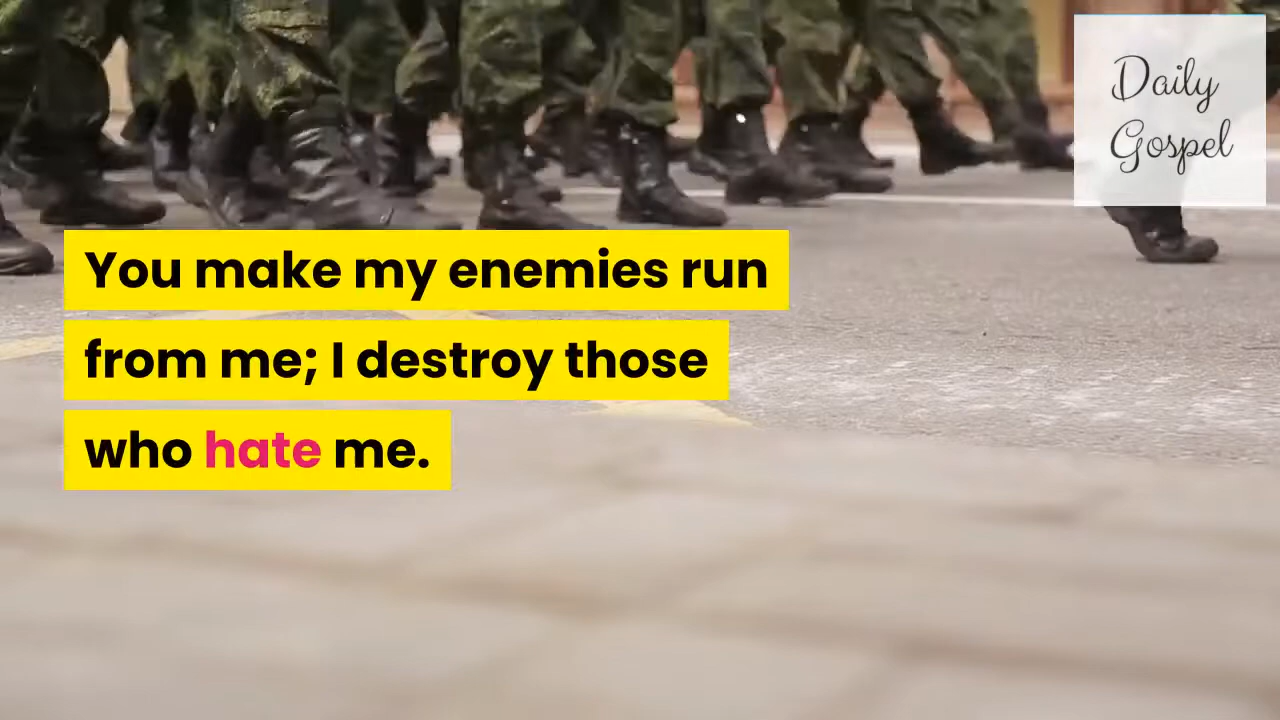 Daily
Gospel
You make my enemies run
from me; I destroy those
who hate me.